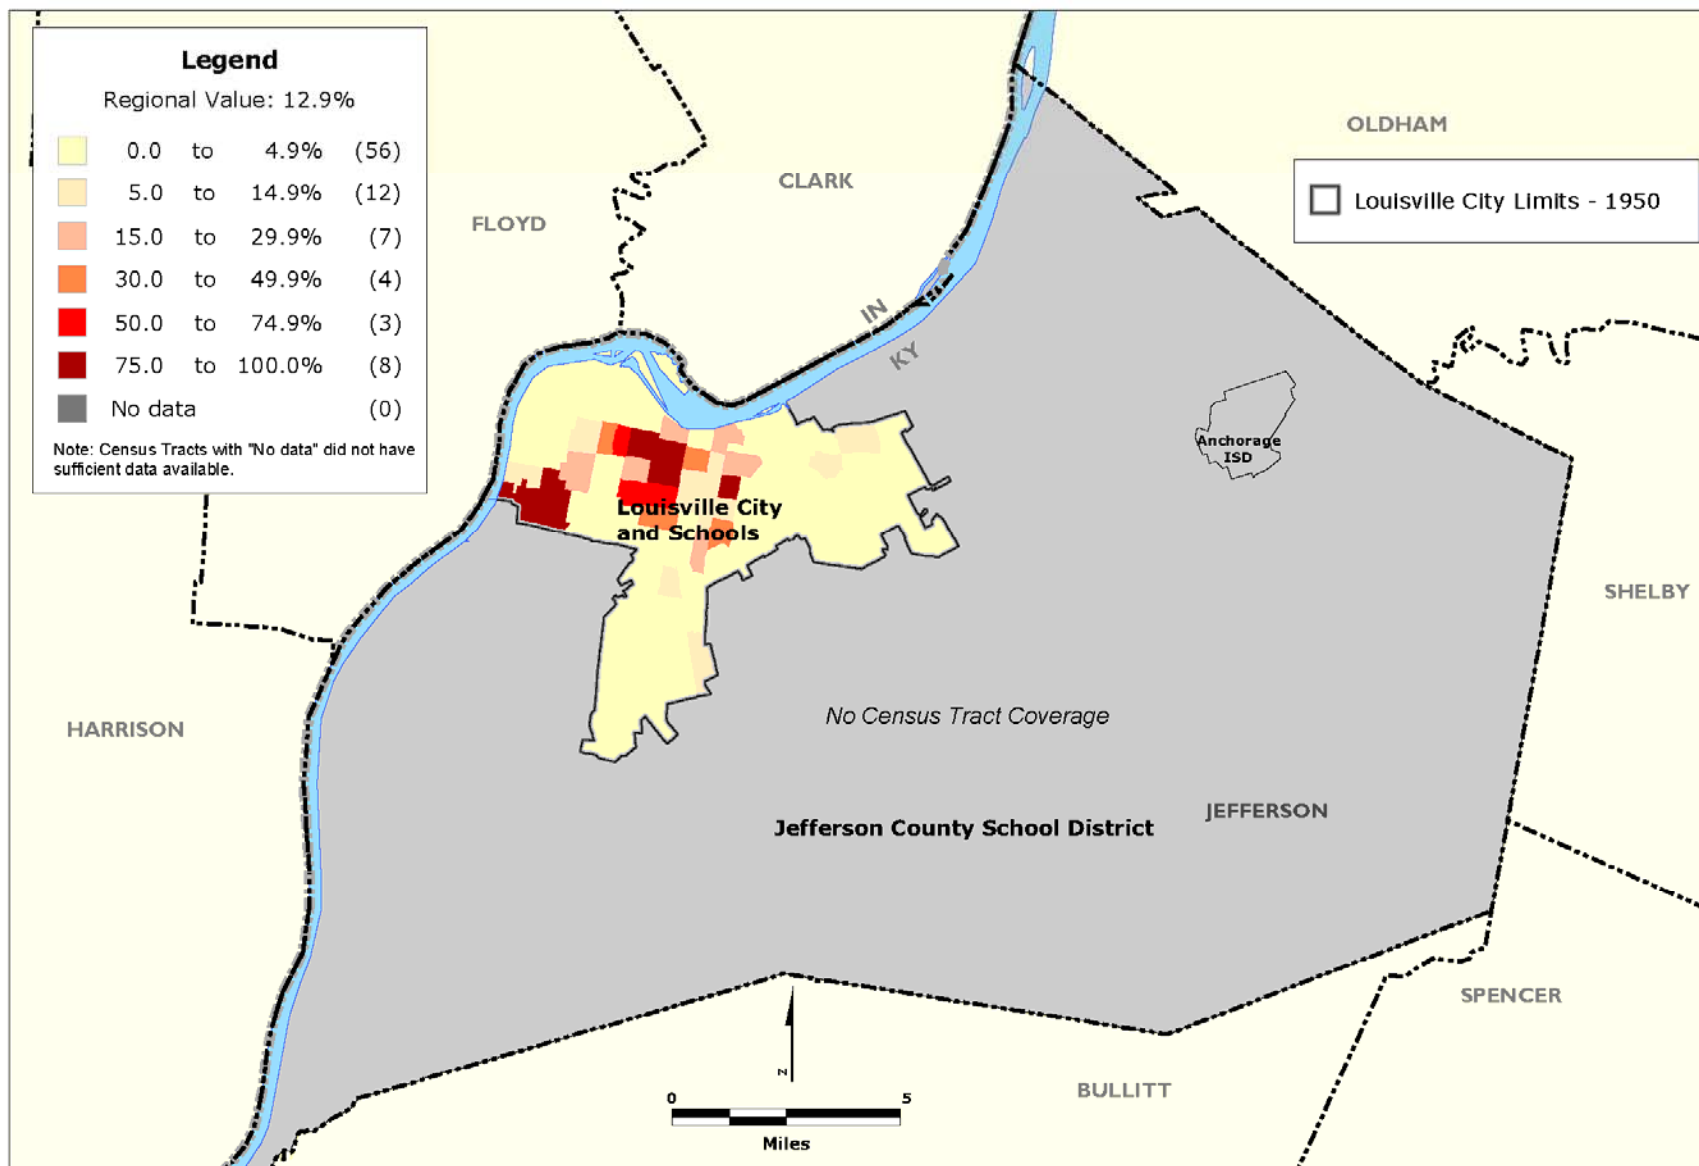 Legend
Regional Value: 12.9%
0.0 to 4.9% (56)
5.0 to 14.9% (12)
15.0 to 29.9% (7)
30.0 to 49.9% (4)
50.0 to 74.9% (3)
75.0 to 100.0% (8)
No data (0)
Note: Census Tracts with "No data" did not have
sufficient data available.
OLDHAM
Louisville City Limits - 1950
CLARK
FLOYD
IN
KY
Anchorage
ISD
Louisville City
and Schools
SHELBY
HARRISON
No Census Tract Coverage
JEFFERSON
Jefferson County School District
SPENCER
z
BULLITT
0 5
Miles